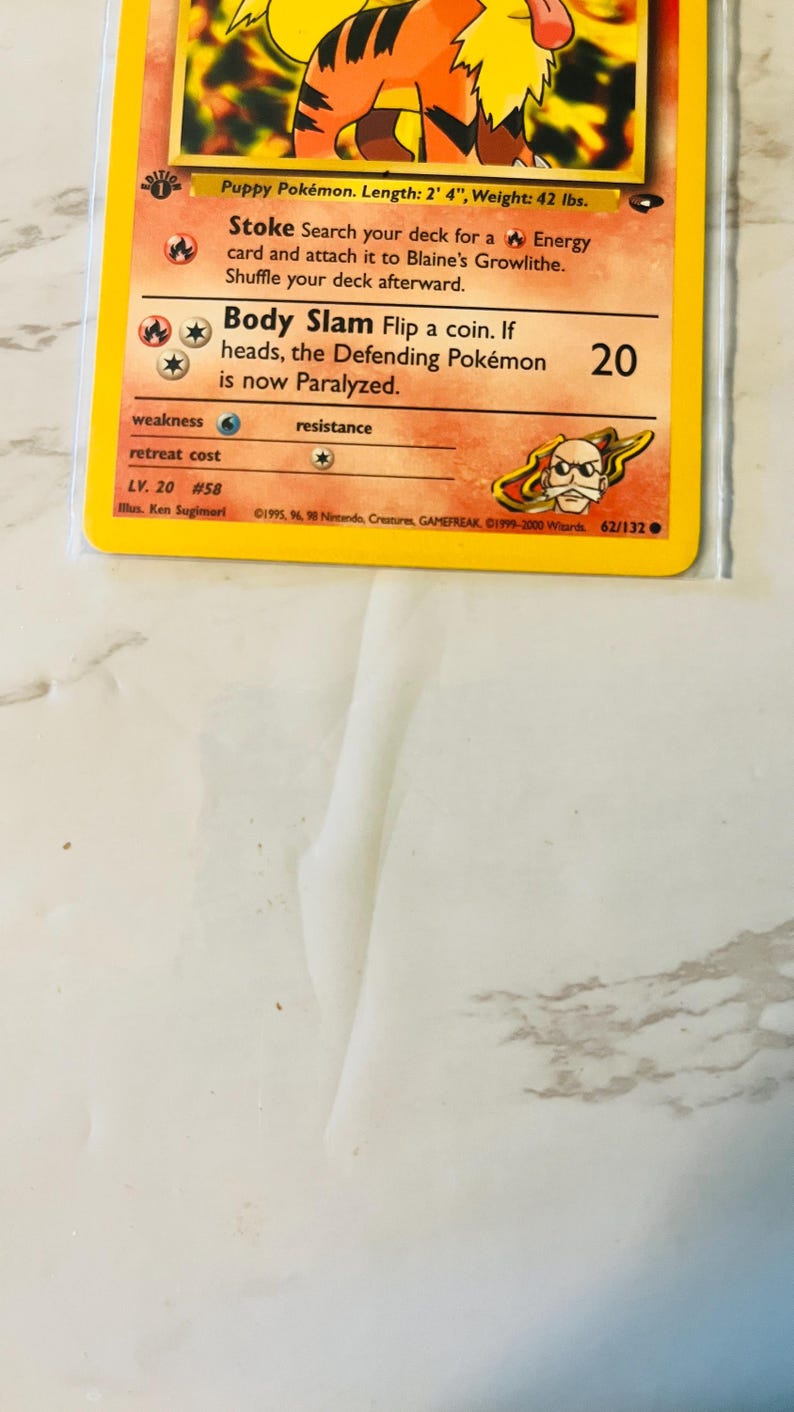 EDITION
1
Puppy Pokémon. Length: 2' 4", Weight: 42 lbs.
Stoke Search your deck for a Energy
card and attach it to Blaine's Growlithe.
Shuffle your deck afterward.
Body Slam Flip a coin. If
heads, the Defending Pokémon
is now Paralyzed.
20
weakness resistance
retreat cost
LV. 20 #58
Illus. Ken Sugimori ©1995, 96, 98 Nintendo, Creatures, GAMEFREAK. ©1999-2000 Wizards. 62/132